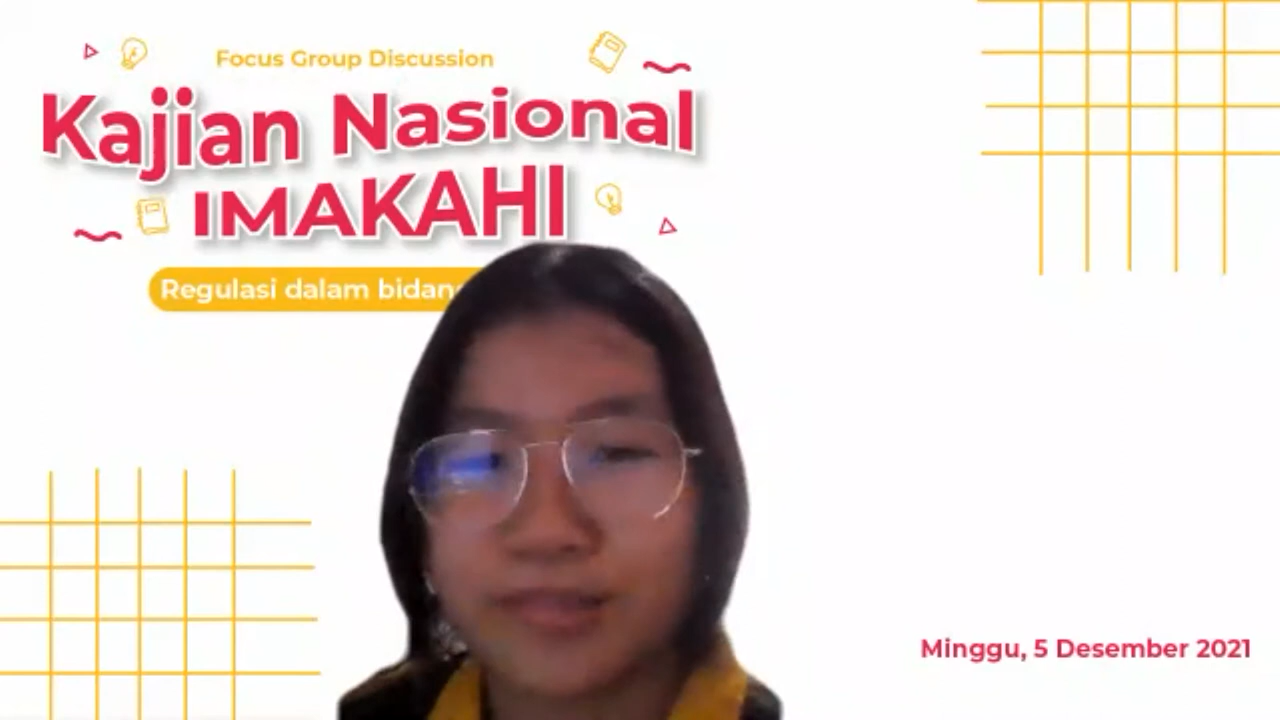 Focus Group Discussion
Kajian Nasional
IMAKAHI
Regulasi dalam bidang
Minggu, 5 Desember 2021